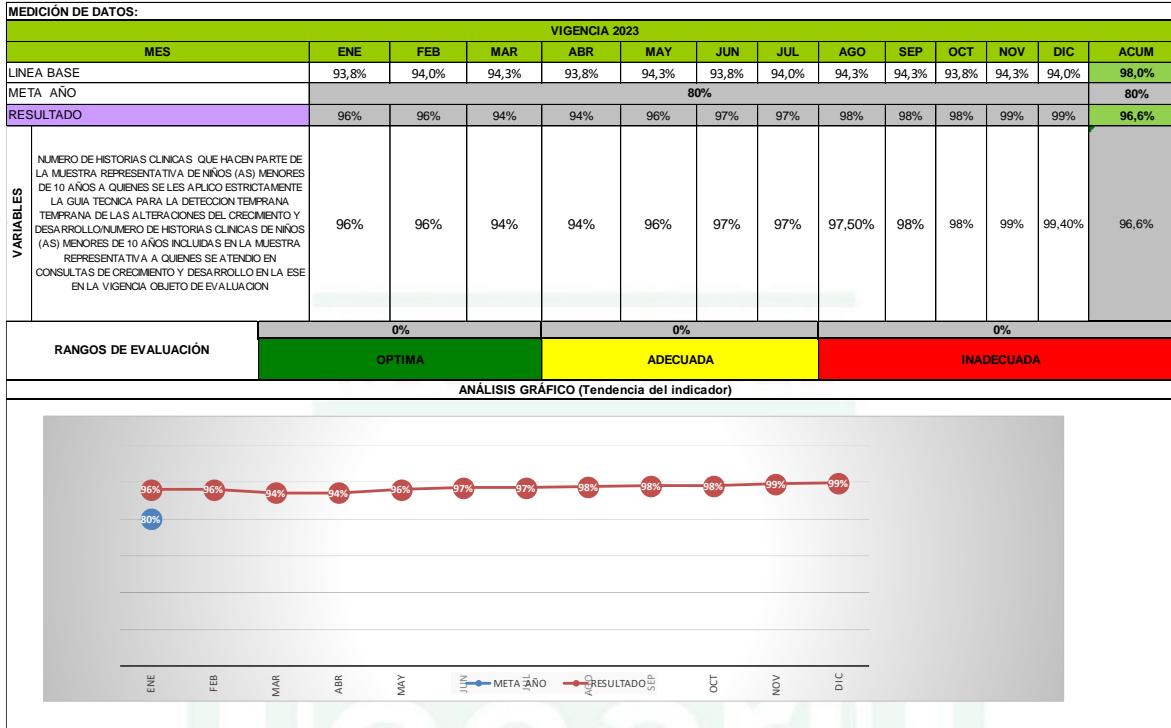 MEDICIÓN DE DATOS:
VIGENCIA 2023
MES ENE FEB MAR ABR MAY JUN JUL AGO SEP OCT NOV DIC ACUM
LINEA BASE 93,8% 94,0% 94,3% 93,8% 94,3% 93,8% 94,0% 94,3% 94,3% 93,8% 94,3% 94,0% 98,0%
META AÑO 80% 80%
RESULTADO 96% 96% 94% 94% 96% 97% 97% 98% 98% 98% 99% 99% 96,6%
VARIABLES
NUMERO DE HISTORIAS CLINICAS QUE HACEN PARTE DE
LA MUESTRA REPRESENTATIVA DE NIÑOS (AS) MENORES
DE 10 AÑOS A QUIENES SE LES APLICO ESTRICTAMENTE
LA GUIA TECNICA PARA LA DETECCION TEMPRANA
TEMPRANA DE LAS ALTERACIONES DEL CRECIMIENTO Y
DESARROLLO/NUMERO DE HISTORIAS CLINICAS DE NIÑOS
(AS) MENORES DE 10 AÑOS INCLUIDAS EN LA MUESTRA
REPRESENTATIVA A QUIENES SE ATENDIO EN
CONSULTAS DE CRECIMIENTO Y DESARROLLO EN LA ESE
EN LA VIGENCIA OBJETO DE EVALUACION
96% 96% 94% 94% 96% 97% 97% 97,50% 98% 98% 99% 99,40% 96,6%
RANGOS DE EVALUACIÓN
0% 0% 0%
OPTIMA ADECUADA INADECUADA
ANÁLISIS GRÁFICO (Tendencia del indicador)
96% 96% 94% 94% 96% 97% 97% 98% 98% 98% 99% 99%
80%
ENE FEB MAR ABR MAY JUN JUL AGO SEP OCT NOV DIC
META AÑO RESULTADO